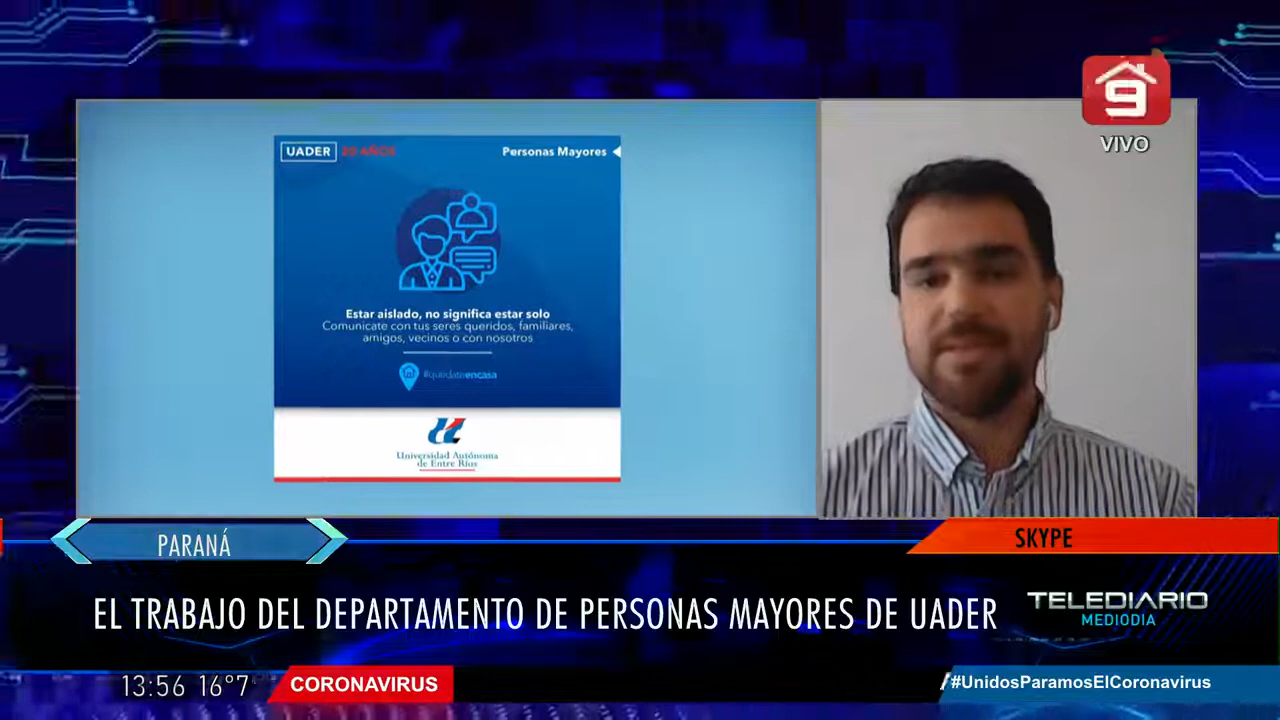 9
VIVO
UADER 20 AÑOS
Personas Mayores
Estar aislado, no significa estar solo
Comunicate con tus seres queridos, familiares,
amigos, vecinos o con nosotros
#quedateencasa
Universidad Autónoma
de Entre Ríos
PARANÁ
SKYPE
EL TRABAJO DEL DEPARTAMENTO DE PERSONAS MAYORES DE UADER
TELEDIARIO
MEDIODIA
13:56 16°7
CORONAVIRUS
#UnidosParamosElCoronavirus